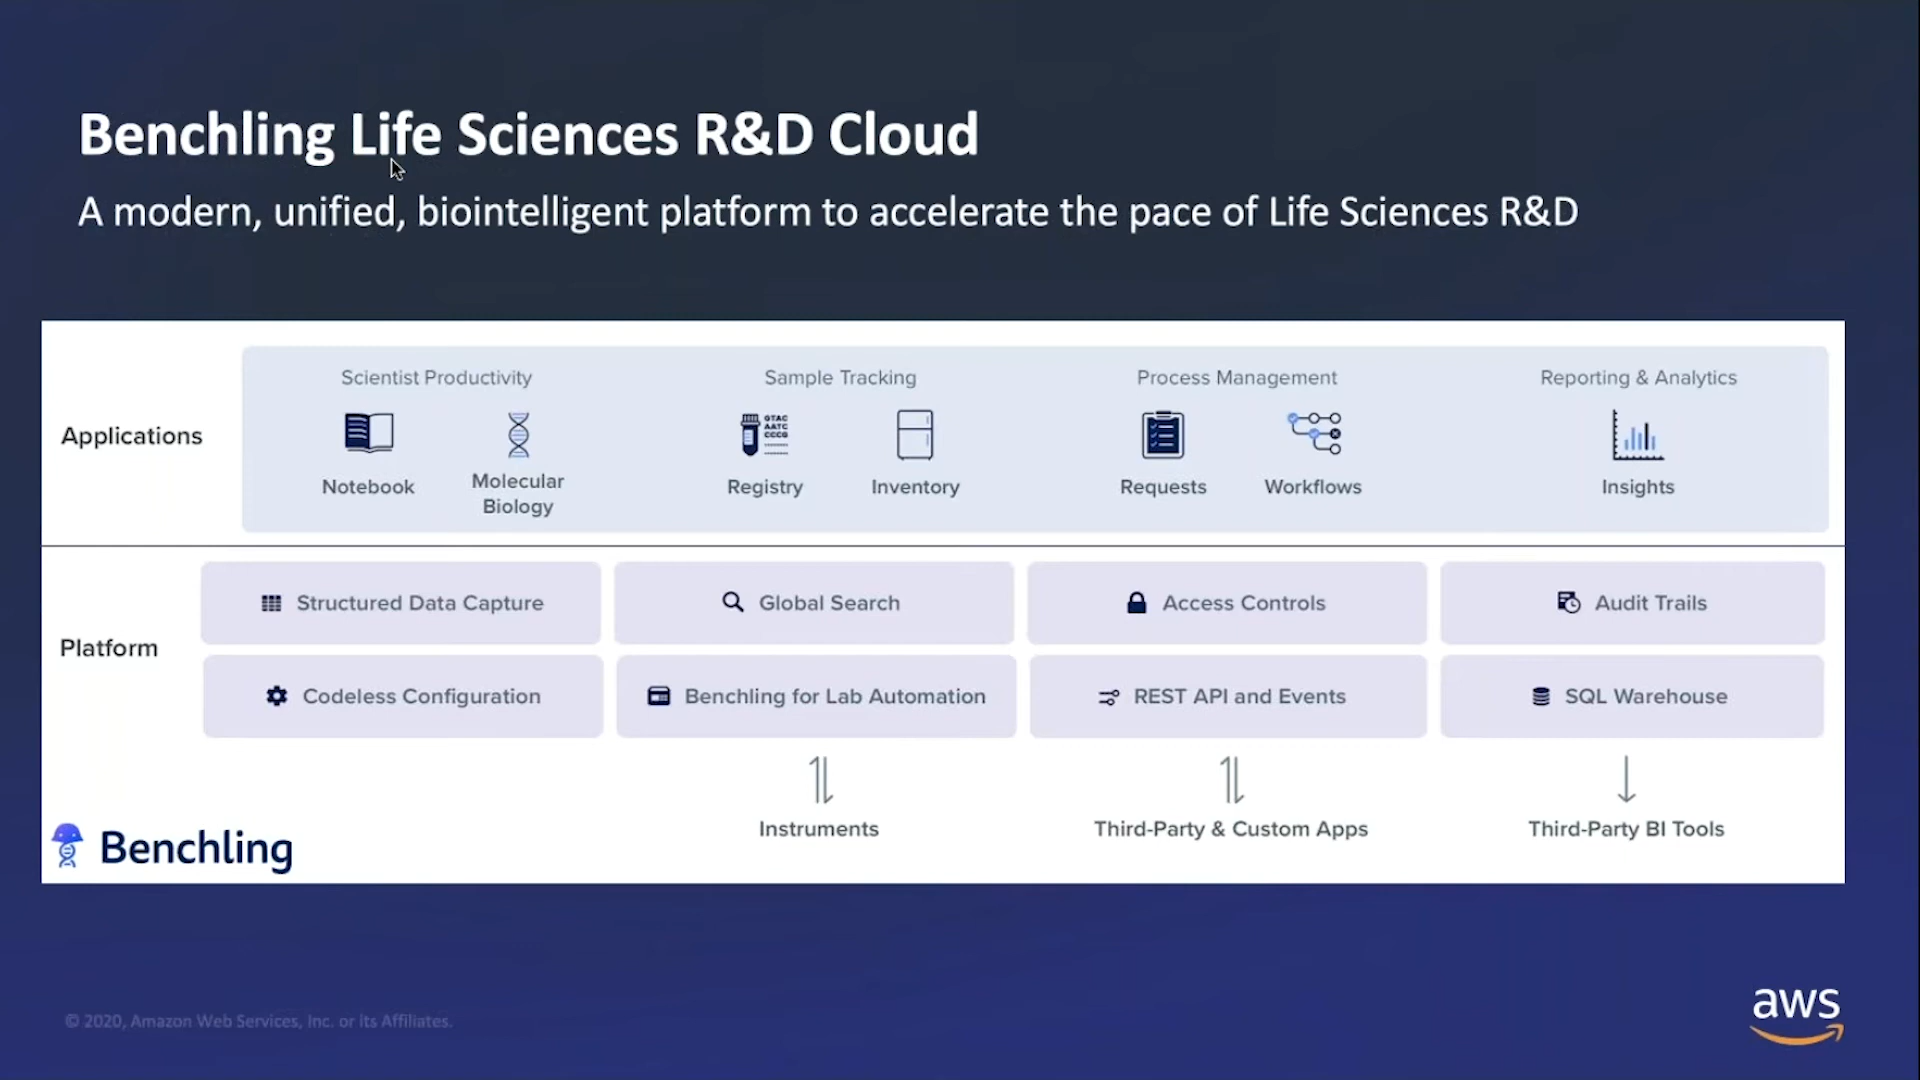 Benchling Life Sciences R&D Cloud
A modern, unified, biointelligent platform to accelerate the pace of Life Sciences R&D
Applications
Scientist Productivity
Notebook
Molecular
Biology
Sample Tracking
GTAC
AATC
CCCG
Registry
Inventory
Process Management
Requests
Workflows
Reporting & Analytics
Insights
Platform
Structured Data Capture
Global Search
Access Controls
Audit Trails
Codeless Configuration
Benchling for Lab Automation
REST API and Events
SQL Warehouse
Instruments
Third-Party & Custom Apps
Third-Party BI Tools
Benchling
© 2020, Amazon Web Services, Inc. or its Affiliates.
aws